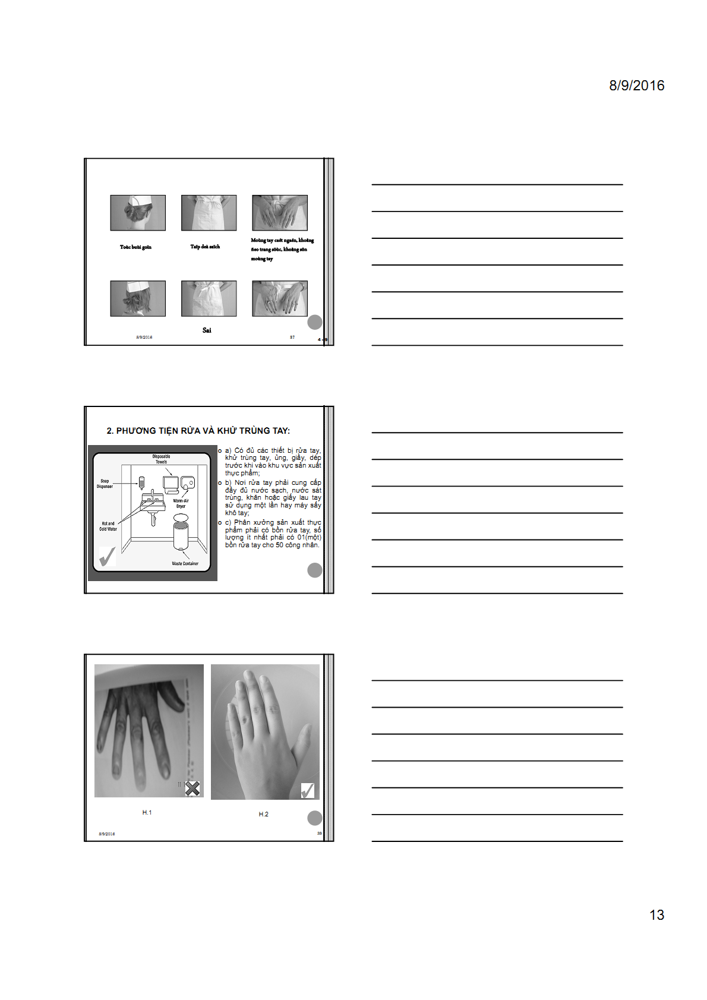 8/9/2016
Toùc buùi goïn
Taïp deà saïch
Moùng tay caét ngaén, khoâng
ñeo trang söùc, khoâng sôn
moùng tay
Sai
8/9/2016
37
4 - 9
2. PHƯƠNG TIỆN RỬA VÀ KHỬ TRÙNG TAY:
Disposable
Towels
Soap
Dispenser
Warm-Air
Dryer
Hot and
Cold Water
Waste Container
a) Có đủ các thiết bị rửa tay,
khử trùng tay, ủng, giầy, dép
trước khi vào khu vực sản xuất
thực phẩm;
b) Nơi rửa tay phải cung cấp
đầy đủ nước sạch, nước sát
trùng, khăn hoặc giấy lau tay
sử dụng một lần hay máy sấy
khô tay;
c) Phân xưởng sản xuất thực
phẩm phải có bồn rửa tay, số
lượng ít nhất phải có 01(một)
bồn rửa tay cho 50 công nhân.
11
H.1
H.2
8/9/2016
39
13